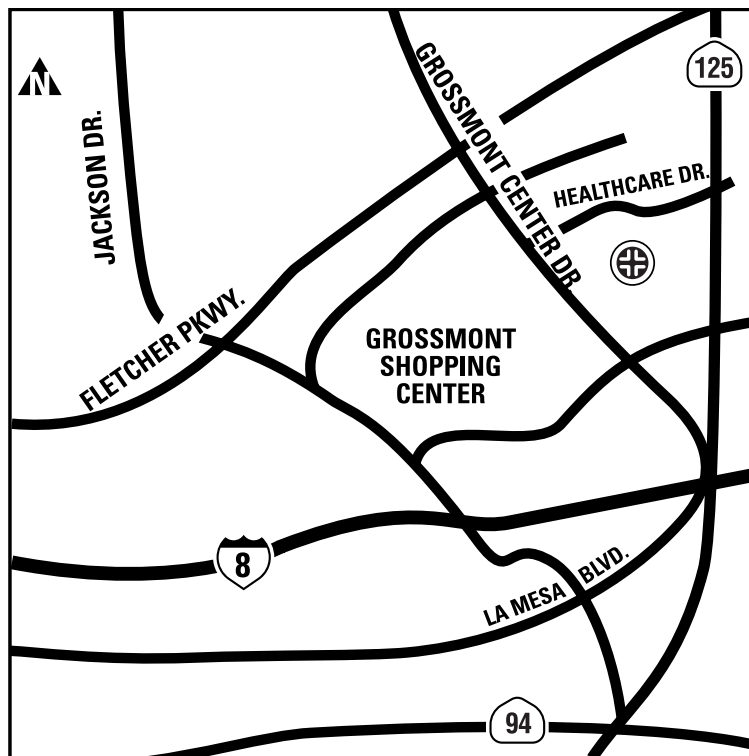 125
N
JACKSON DR.
GROSSMONT CENTER DR.
HEALTHCARE DR.
FLETCHER PKWY.
GROSSMONT
SHOPPING
CENTER
8
LA MESA BLVD.
94